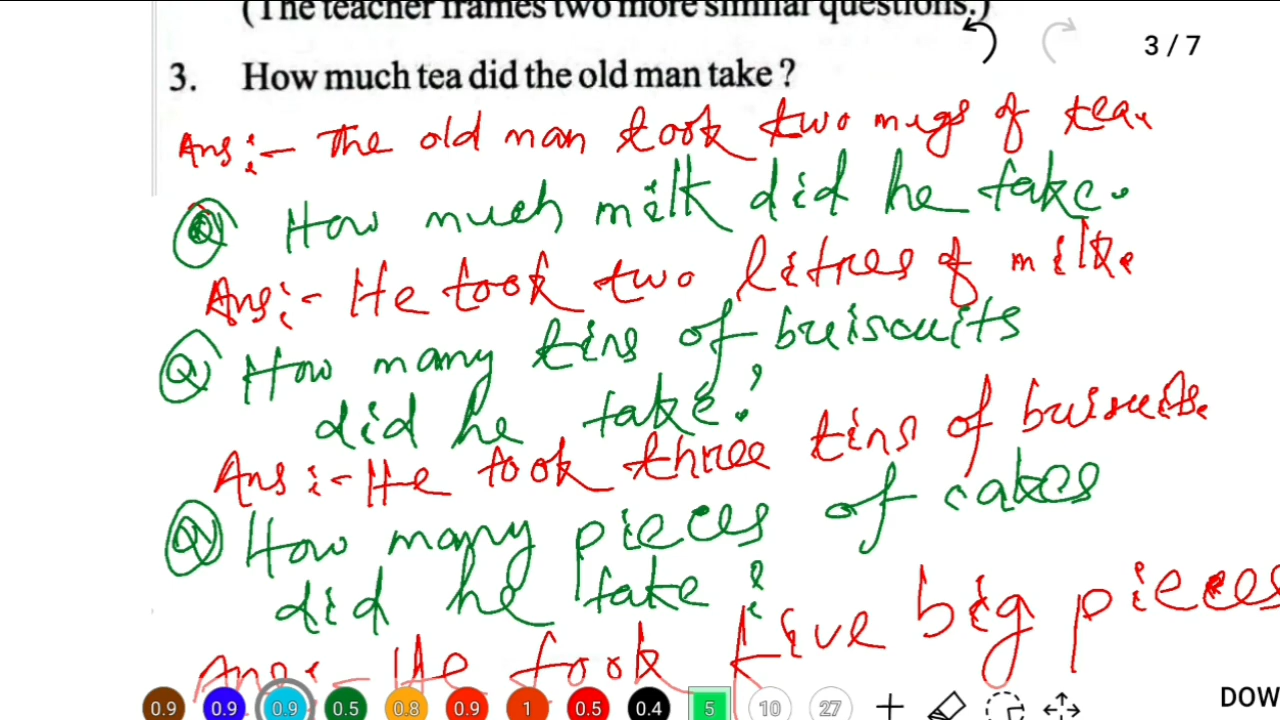 (The teacher frames two more similar questions.)
3 / 7
3. How much tea did the old man take ?
Ans:- The old man took two mugs of tea.
Q How much milk did he take.
Ans:- He took two litres of milk.
Q How many tins of buiscuits
did he take?
Ans:- He took three tins of buiscuits.
Q How many pieces of cakes
did he take?
Ans:- He took five big pieces
0.9 0.9 0.9 0.5 0.8 0.9 1 0.5 0.4 5 10 27
DOW